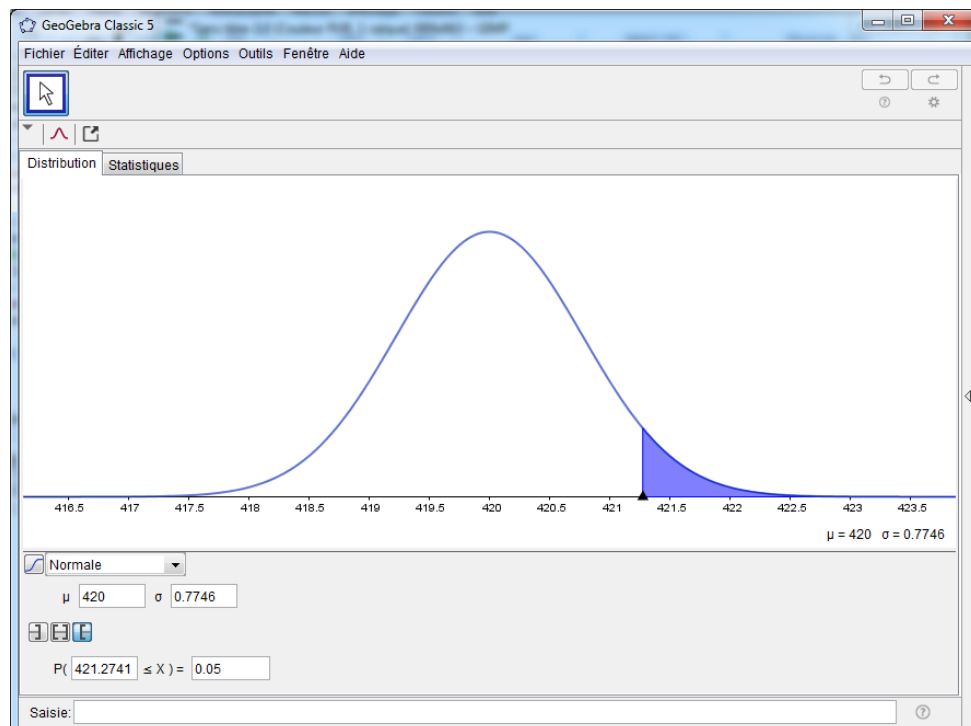 GeoGebra Classic 5
Fichier Éditer Affichage Options Outils Fenêtre Aide
Distribution Statistiques
416.5 417 417.5 418 418.5 419 419.5 420 420.5 421 421.5 422 422.5 423 423.5
μ = 420 σ = 0.7746
Normale
μ 420 σ 0.7746
P( 421.2741 ≤ X ) = 0.05
Saisie: